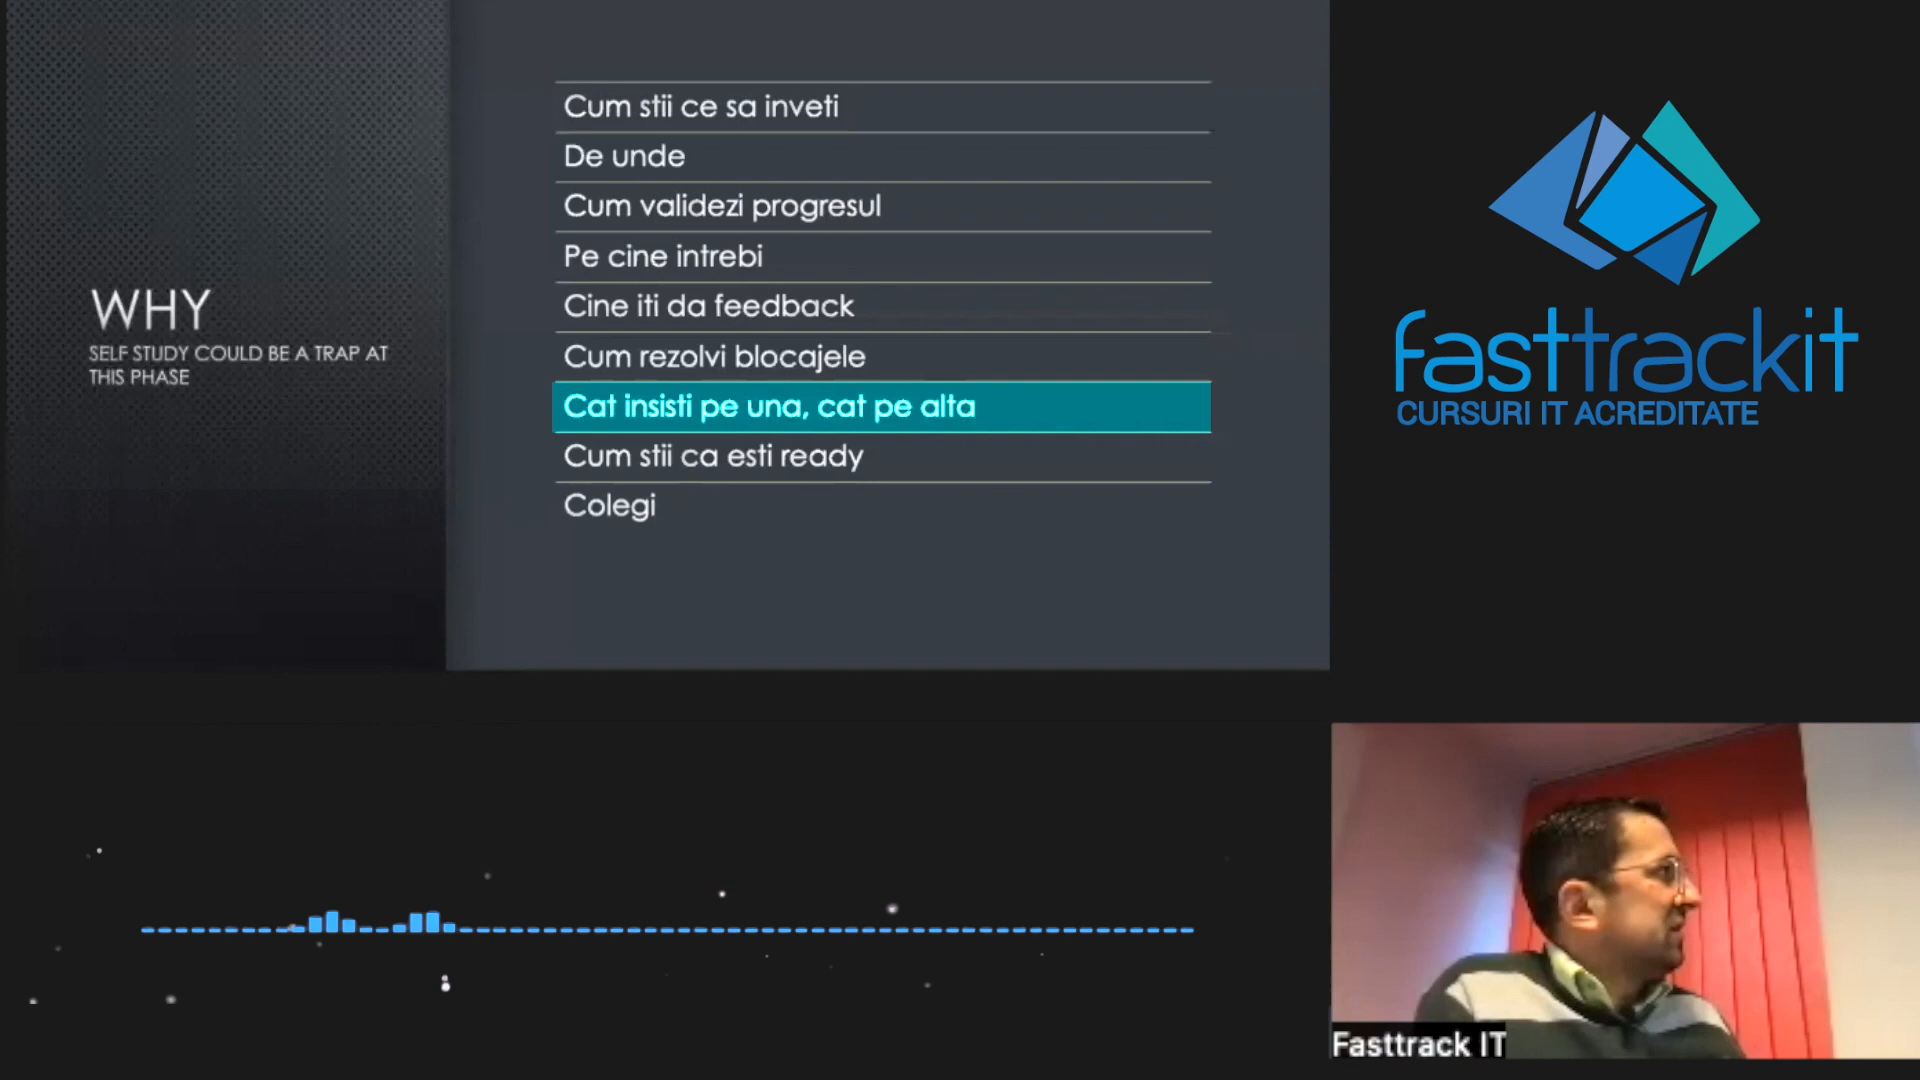 WHY
SELF STUDY COULD BE A TRAP AT
THIS PHASE
Cum stii ce sa inveti
De unde
Cum validezi progresul
Pe cine intrebi
Cine iti da feedback
Cum rezolvi blocajele
Cat insisti pe una, cat pe alta
Cum stii ca esti ready
Colegi
fasttrackit
CURSURI IT ACREDITATE
Fasttrack IT